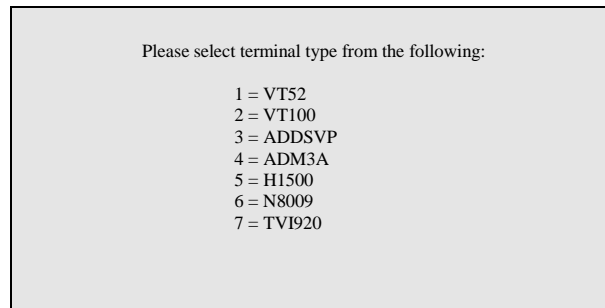 Please select terminal type from the following:
1 = VT52
2 = VT100
3 = ADDSVP
4 = ADM3A
5 = H1500
6 = N8009
7 = TVI920